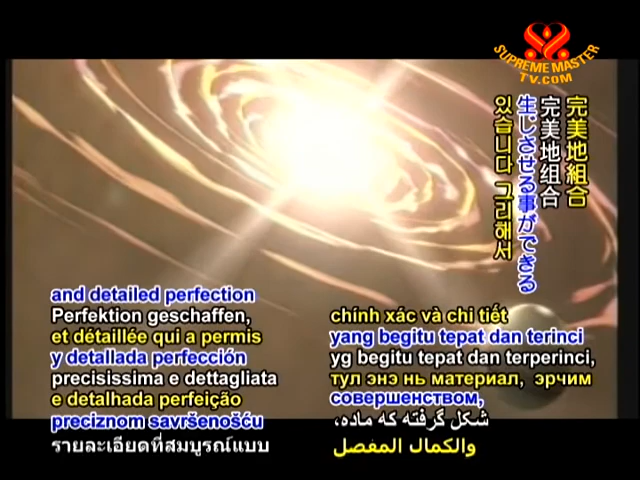 SUPREME MASTER
TV.COM
完美地組合
完美地组合
生じさせる事ができる
있습니다 그리해서
and detailed perfection
Perfektion geschaffen,
et détaillée qui a permis
y detallada perfección
precisissima e dettagliata
e detalhada perfeição
preciznom savršenošću
รายละเอียดที่สมบูรณ์แบบ
chính xác và chi tiết
yang begitu tepat dan terinci
yg begitu tepat dan terperinci,
тул энэ нь материал, эрчим
совершенством,
شکل گرفته که ماده،
والكمال المفصل